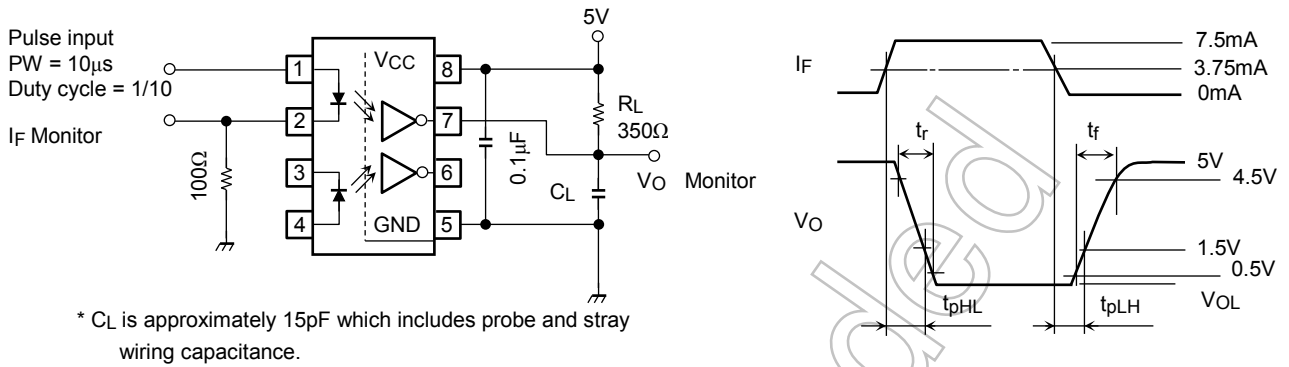 Pulse input
PW = 10μs
Duty cycle = 1/10
IF Monitor
100Ω
1
2
3
4
VCC
GND
8
7
6
5
0.1μF
5V
RL
350Ω
CL
VO Monitor
* CL is approximately 15pF which includes probe and stray
wiring capacitance.
IF
7.5mA
3.75mA
0mA
tr
tf
5V
4.5V
VO
1.5V
0.5V
VOL
tpHL
tpLH